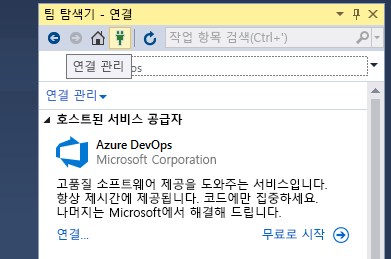 팀 탐색기 - 연결
작업 항목 검색(Ctrl+')
연결 관리
연결 관리
호스트된 서비스 공급자
Azure DevOps
Microsoft Corporation
고품질 소프트웨어 제공을 도와주는 서비스입니다.
항상 제시간에 제공됩니다. 코드에만 집중하세요.
나머지는 Microsoft에서 해결해 드립니다.
연결...
무료로 시작